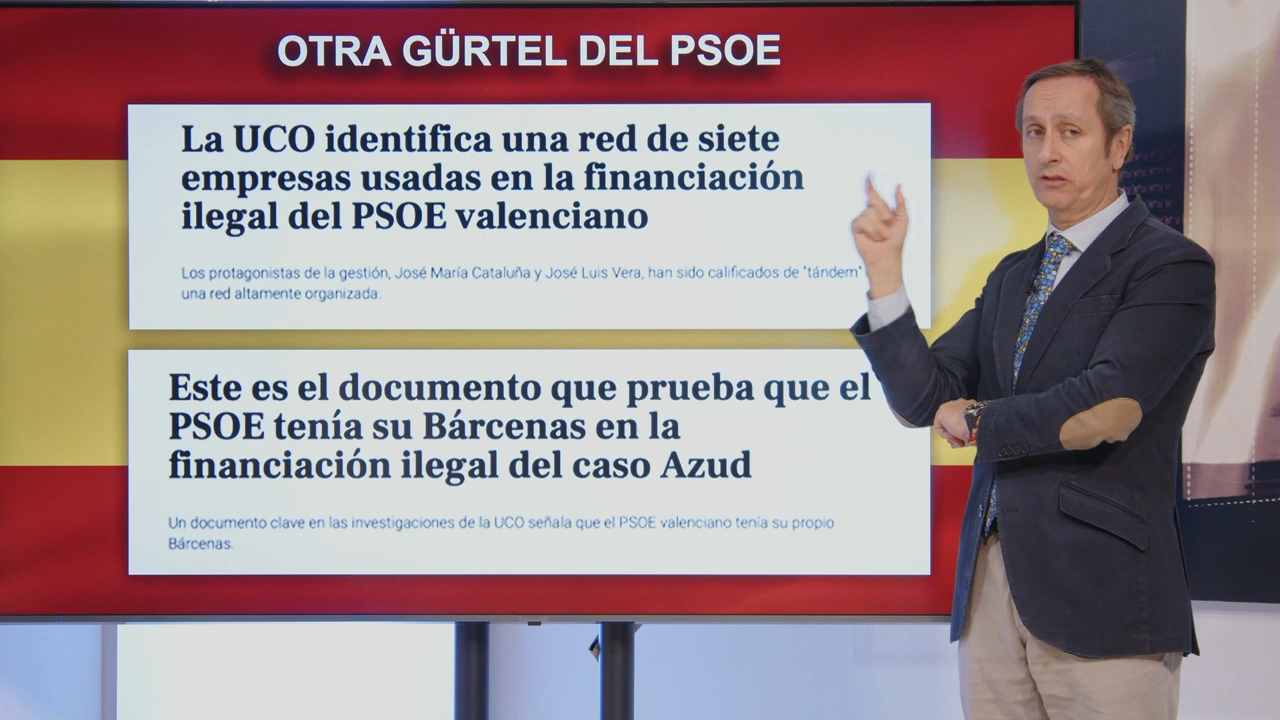 OTRA GÜRTEL DEL PSOE
La UCO identifica una red de siete
empresas usadas en la financiación
ilegal del PSOE valenciano
Los protagonistas de la gestión, José María Cataluña y José Luis Vera, han sido calificados de "tándem"
una red altamente organizada.
Este es el documento que prueba que el
PSOE tenía su Bárcenas en la
financiación ilegal del caso Azud
Un documento clave en las investigaciones de la UCO señala que el PSOE valenciano tenía su propio
Bárcenas.